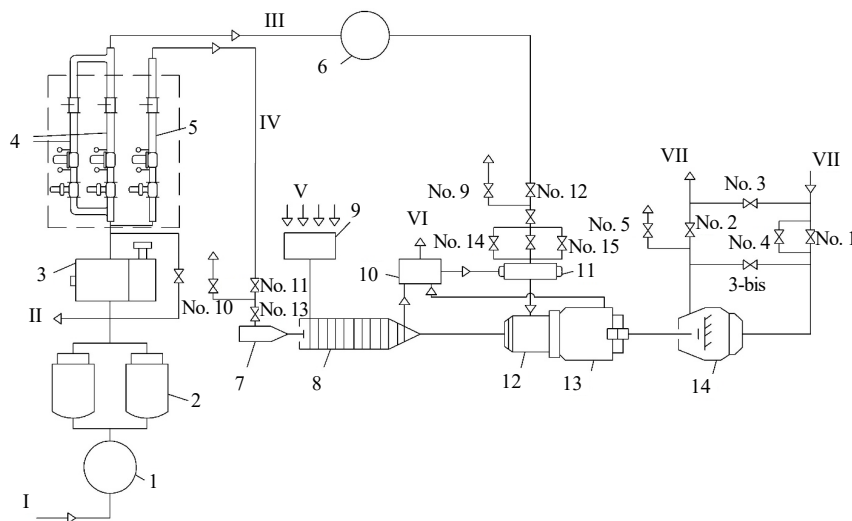 III
6
IV
4
5
VII
VII
No. 3
V
No. 9
No. 12
No. 5
No. 2
9
VI
No. 4
No. 1
No. 14
No. 15
3
10
11
3-bis
No. 11
II
No. 10
No. 13
7
8
12
13
14
2
1
I